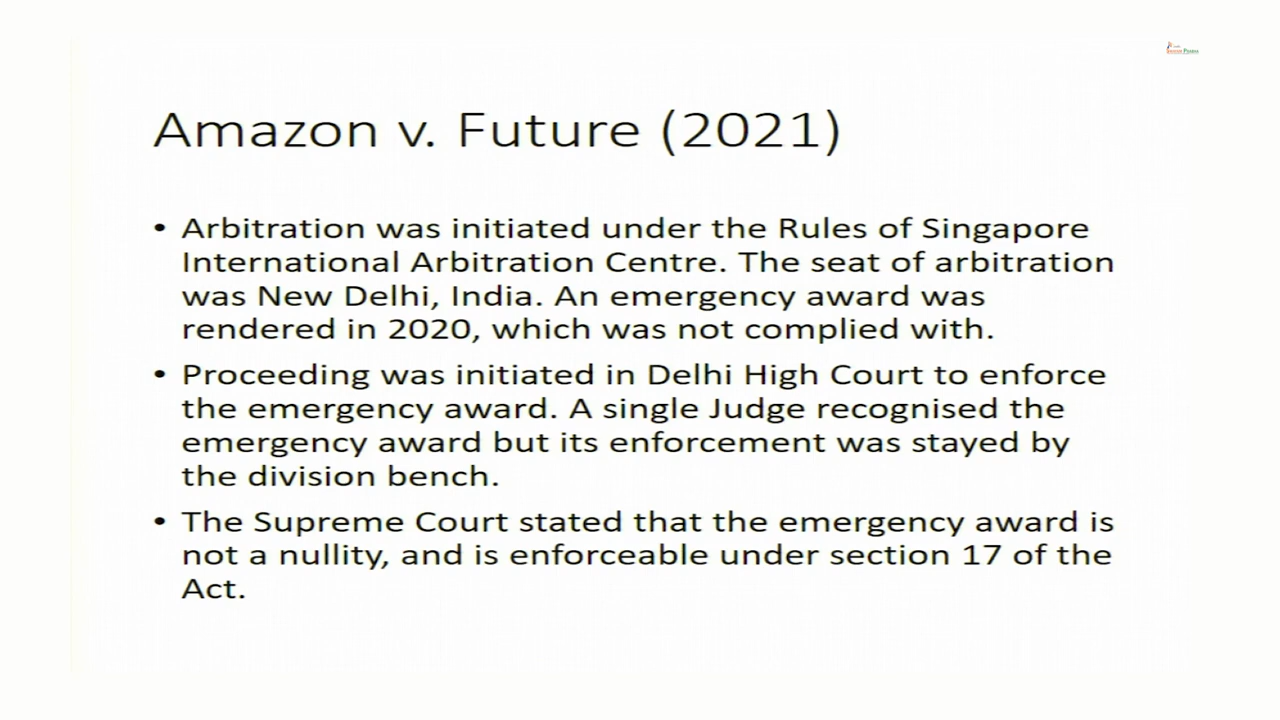 Amazon v. Future (2021)
• Arbitration was initiated under the Rules of Singapore
International Arbitration Centre. The seat of arbitration
was New Delhi, India. An emergency award was
rendered in 2020, which was not complied with.
• Proceeding was initiated in Delhi High Court to enforce
the emergency award. A single Judge recognised the
emergency award but its enforcement was stayed by
the division bench.
• The Supreme Court stated that the emergency award is
not a nullity, and is enforceable under section 17 of the
Act.